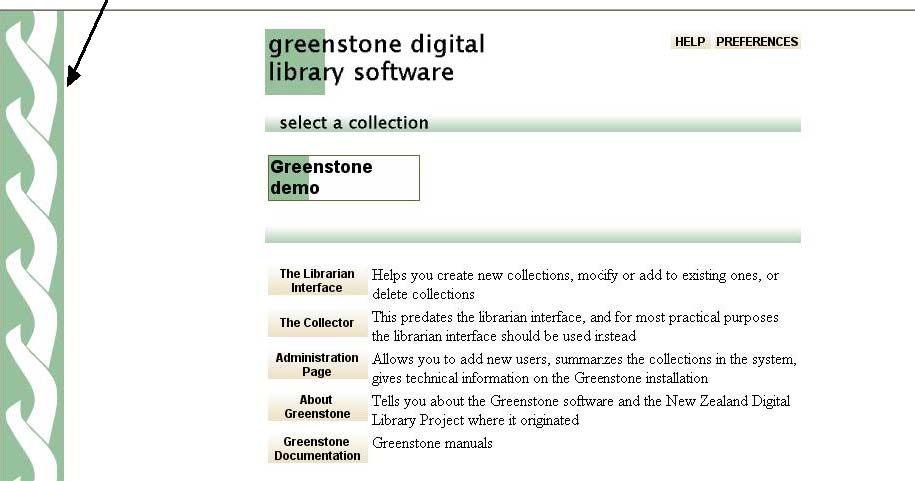 greenstone digital
library software
HELP PREFERENCES
select a collection
Greenstone
demo
The Librarian
Interface
Helps you create new collections, modify or add to existing ones, or
delete collections
The Collector
This predates the librarian interface, and for most practical purposes
the librarian interface should be used instead
Administration
Page
Allows you to add new users, summarzes the collections in the system,
gives technical information on the Greenstone installation
About
Greenstone
Tells you about the Greenstone software and the New Zealand Digital
Library Project where it originated
Greenstone
Documentation
Greenstone manuals